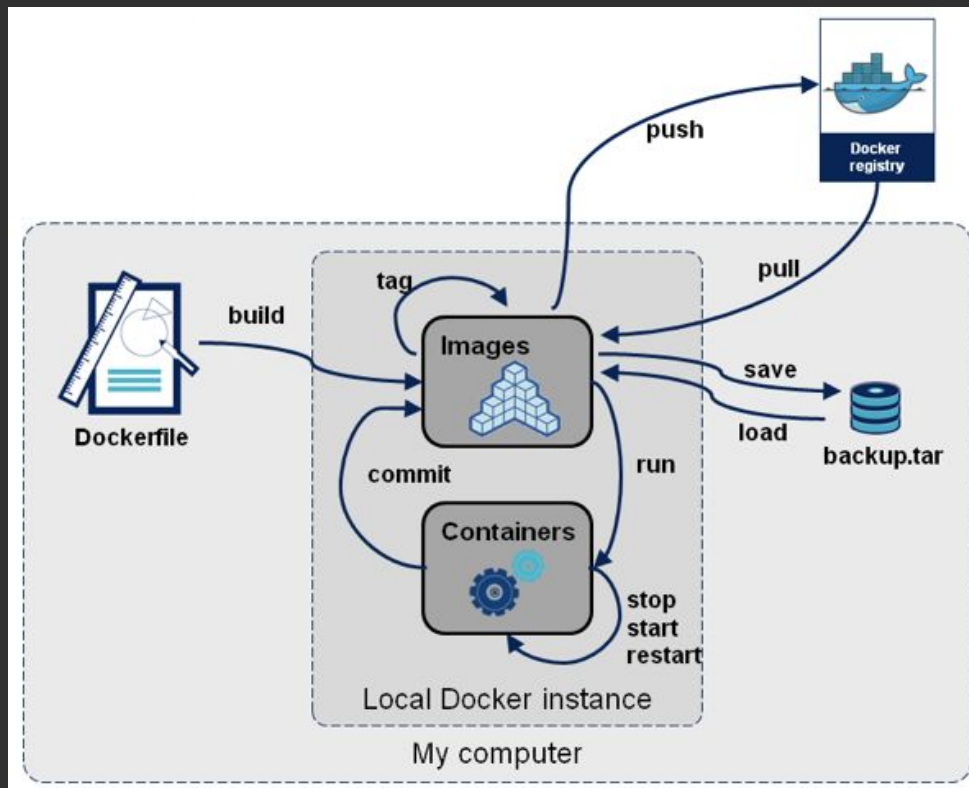 push
Docker
registry
pull
tag
build
Images
save
load
backup.tar
Dockerfile
commit
run
Containers
stop
start
restart
Local Docker instance
My computer